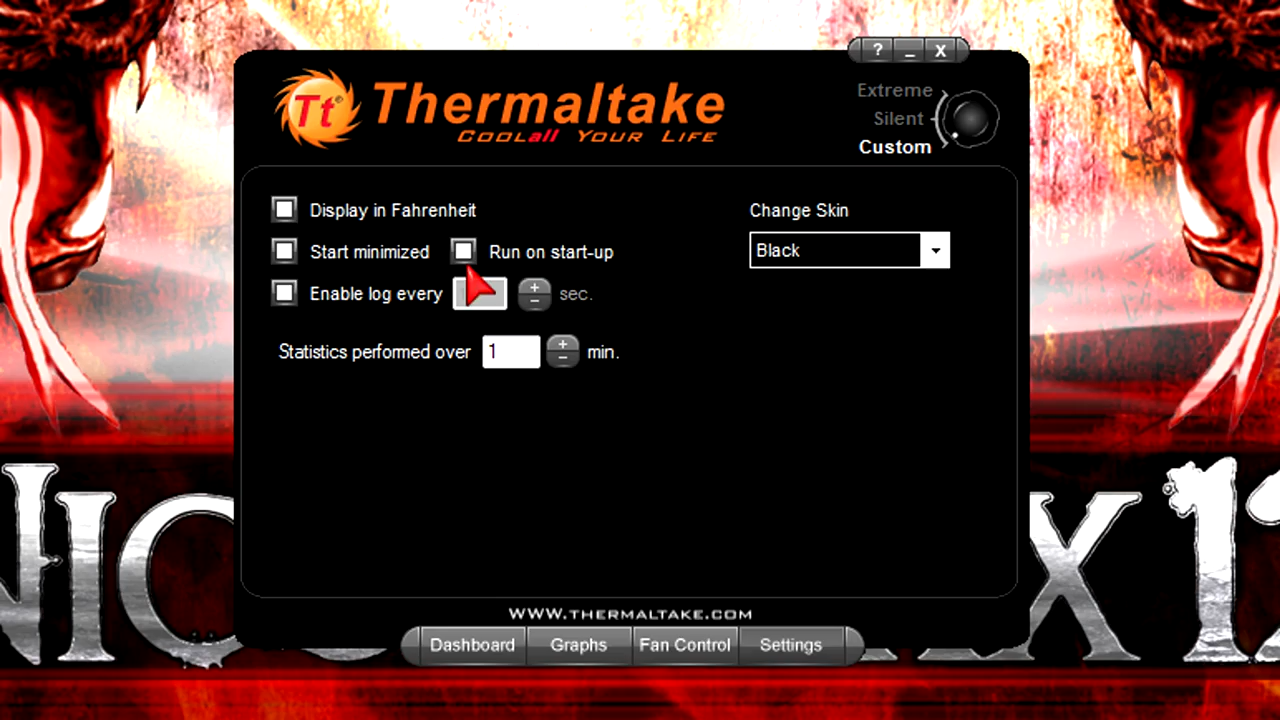 ? _ X
Tt® Thermaltake
COOLall YOUR LIFE
Extreme
Silent
Custom
Display in Fahrenheit
Change Skin
Start minimized Run on start-up
Black
Enable log every + − sec.
Statistics performed over 1 + − min.
WWW.THERMALTAKE.COM
Dashboard Graphs Fan Control Settings